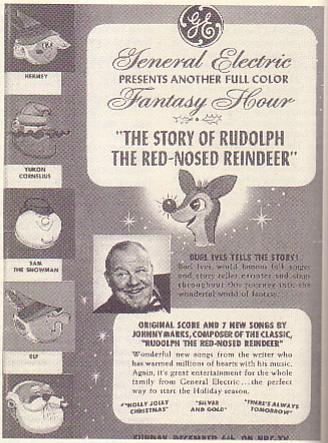 GE
General Electric
PRESENTS ANOTHER FULL COLOR
Fantasy Hour
"THE STORY OF RUDOLPH
THE RED-NOSED REINDEER"
HERMEY
YUKON
CORNELIUS
SAM
THE SNOWMAN
ELF
BURL IVES TELLS THE STORY!
Burl Ives, world famous folk singer
and story teller narrates and sings
throughout this journey into the
wonderful world of fantasy.
ORIGINAL SCORE AND 7 NEW SONGS BY
JOHNNY MARKS, COMPOSER OF THE CLASSIC,
"RUDOLPH THE RED-NOSED REINDEER"
Wonderful new songs from the writer who
has warmed millions of hearts with his music.
Again, it's great entertainment for the whole
family from General Electric...the perfect
way to start the Holiday season.
"HOLLY JOLLY
CHRISTMAS"
"SILVER
AND GOLD"
"THERE'S ALWAYS
TOMORROW"
SUNDAY DECEMBER 6th ON NBC-TV